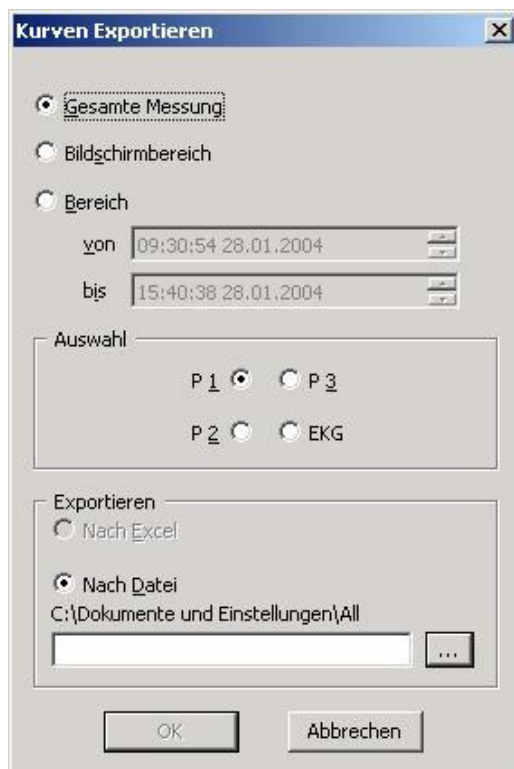 Kurven Exportieren
Gesamte Messung
Bildschirmbereich
Bereich
von 09:30:54 28.01.2004
bis 15:40:38 28.01.2004
Auswahl
P 1 P 3
P 2 EKG
Exportieren
Nach Excel
Nach Datei
C:\Dokumente und Einstellungen\All
...
OK Abbrechen